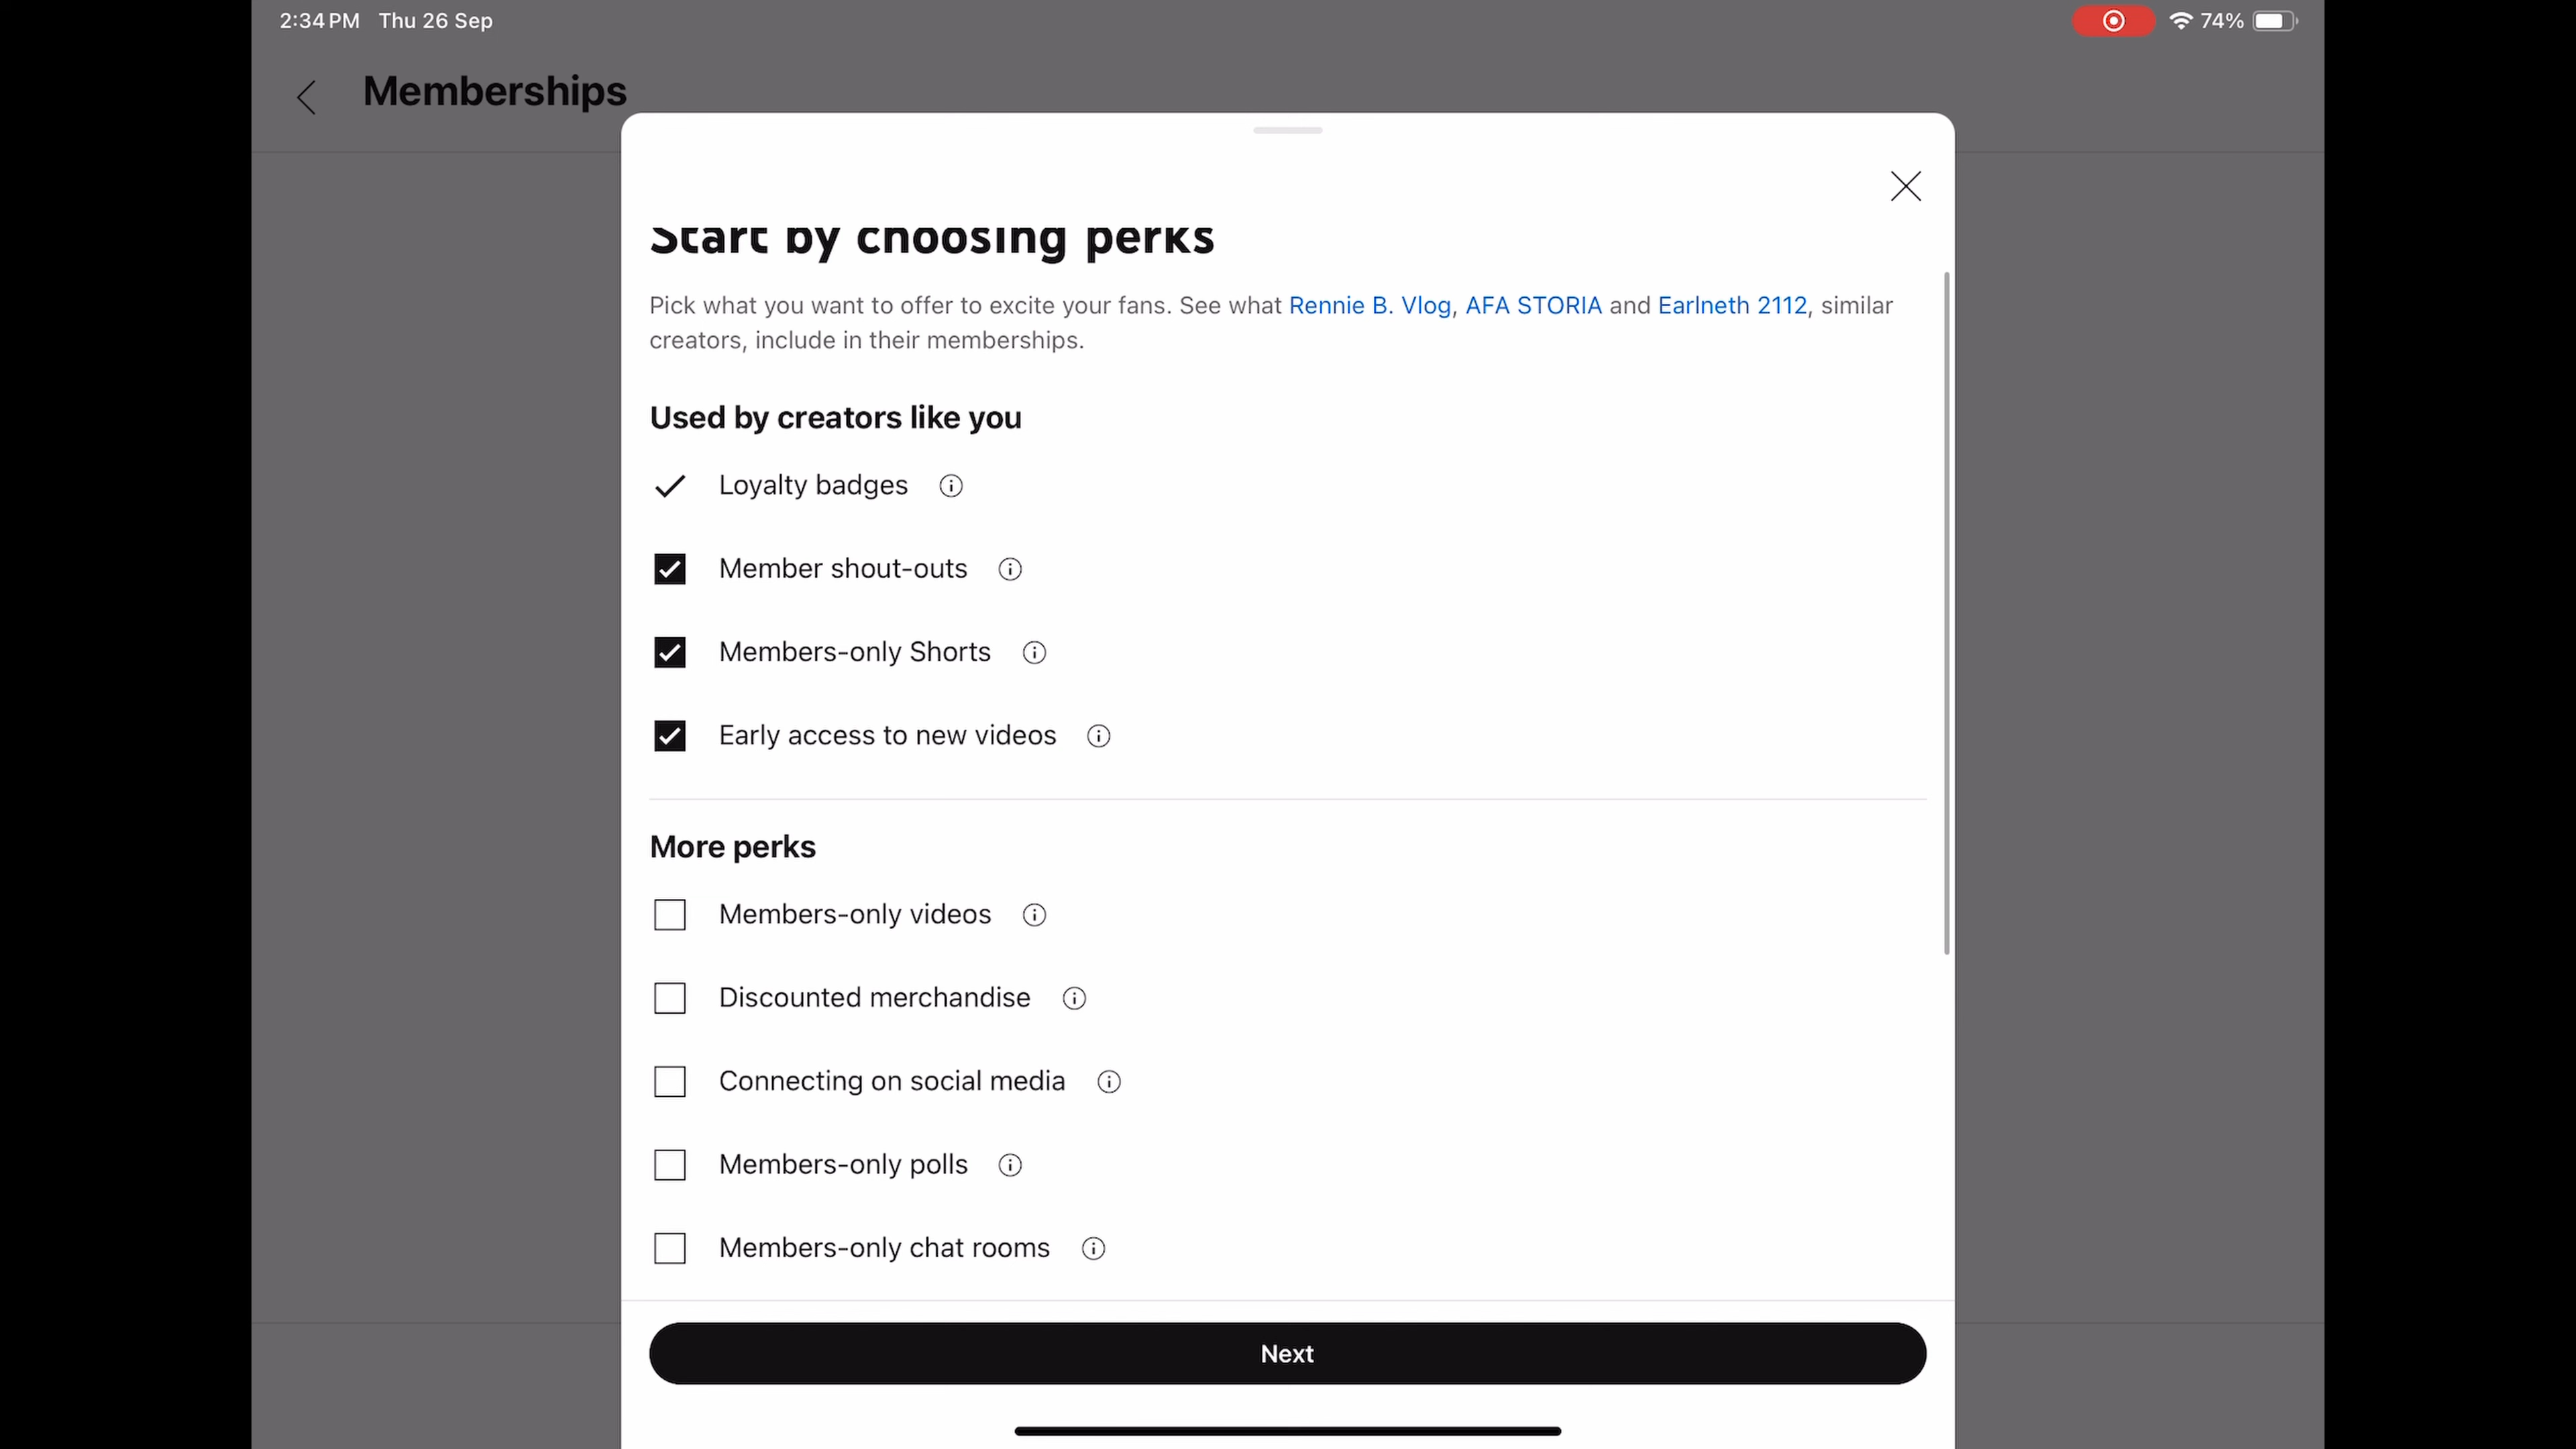 2:34 PM Thu 26 Sep
74%
Memberships
Start by choosing perks
Pick what you want to offer to excite your fans. See what Rennie B. Vlog, AFA STORIA and Earlneth 2112, similar
creators, include in their memberships.
Used by creators like you
Loyalty badges
Member shout-outs
Members-only Shorts
Early access to new videos
More perks
Members-only videos
Discounted merchandise
Connecting on social media
Members-only polls
Members-only chat rooms
Next